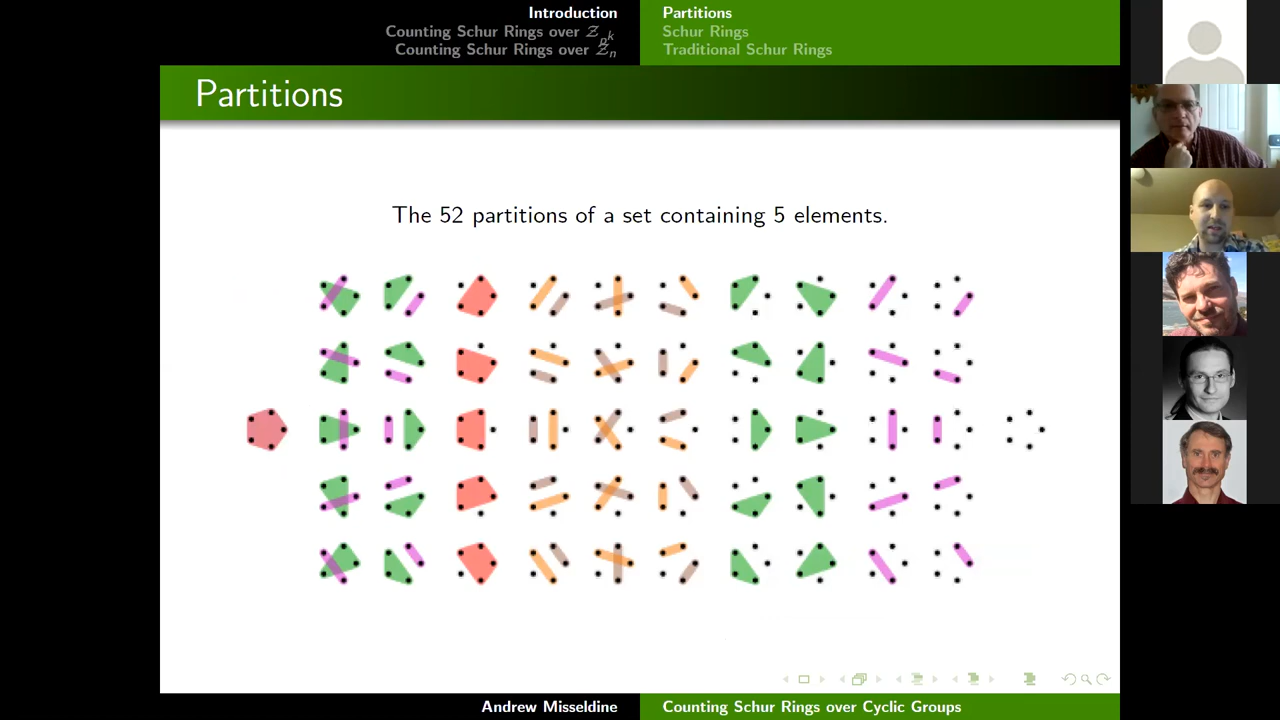 Introduction
Counting Schur Rings over Z_{p^k}
Counting Schur Rings over Z_n
Partitions
Schur Rings
Traditional Schur Rings
Partitions
The 52 partitions of a set containing 5 elements.
Andrew Misseldine
Counting Schur Rings over Cyclic Groups